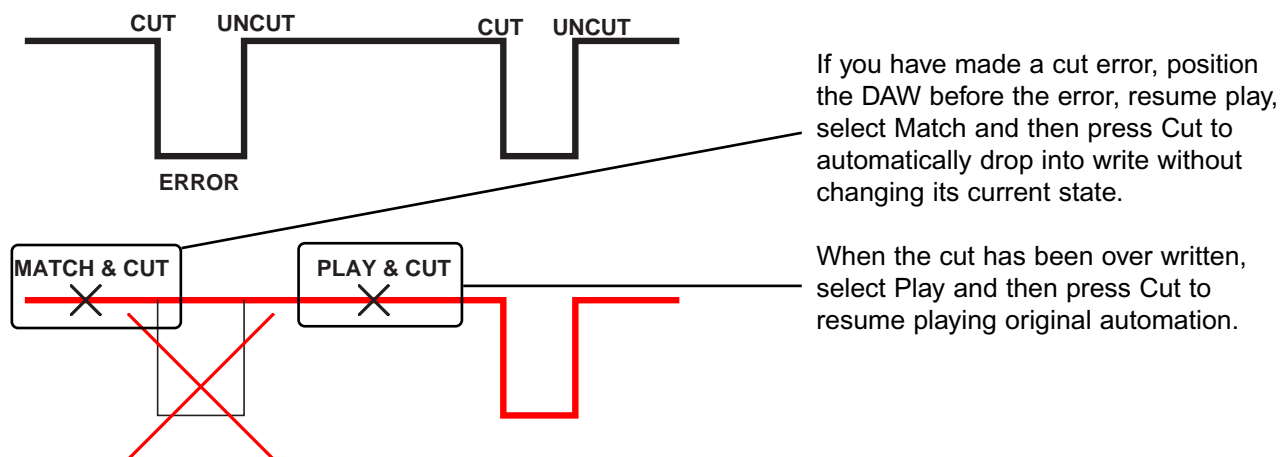 CUT UNCUT CUT UNCUT
ERROR
If you have made a cut error, position
the DAW before the error, resume play,
select Match and then press Cut to
automatically drop into write without
changing its current state.
MATCH & CUT PLAY & CUT
When the cut has been over written,
select Play and then press Cut to
resume playing original automation.